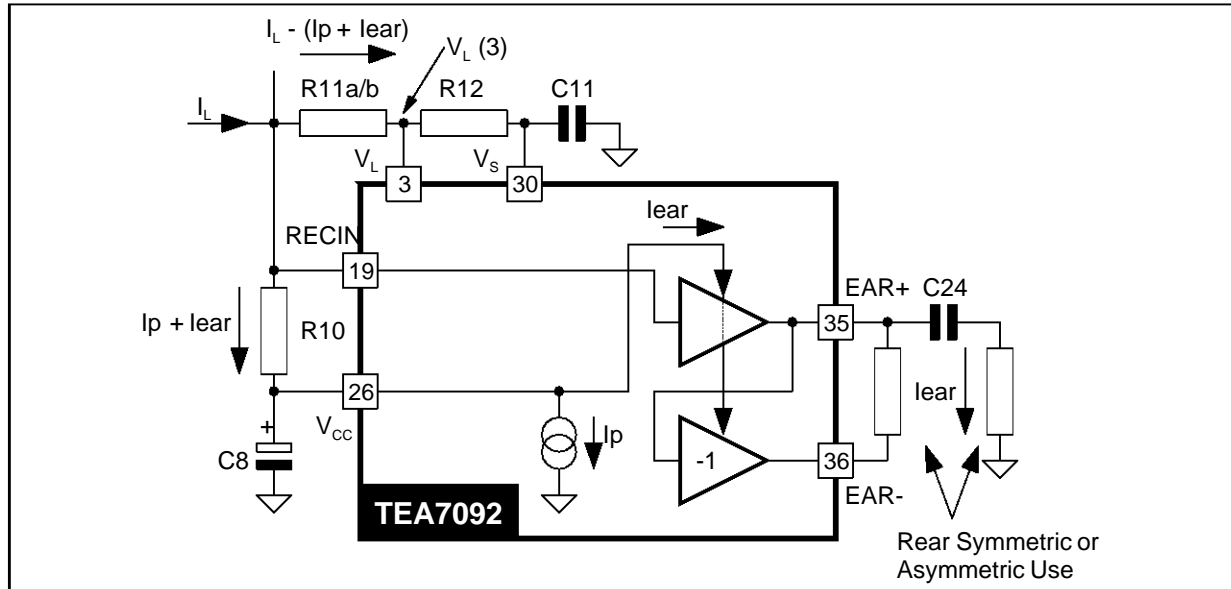 I_L - (Ip + Iear)
V_L (3)
R11a/b
R12
C11
I_L
V_L
V_S
3
30
Iear
RECIN
19
EAR+
C24
35
Ip + Iear
R10
Iear
26
+
V_CC
Ip
-1
36
C8
EAR-
TEA7092
Rear Symmetric or
Asymmetric Use